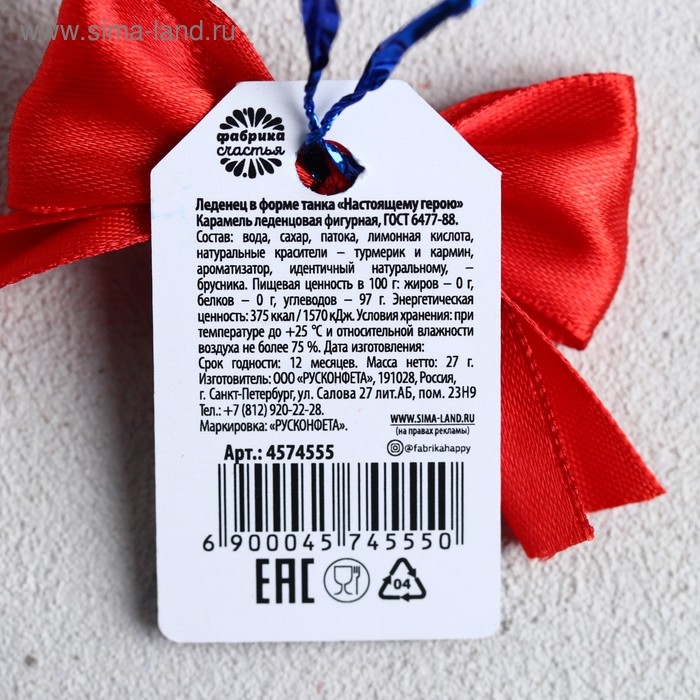 www.sima-land.ru
фабрика
счастья
Леденец в форме танка «Настоящему герою»
Карамель леденцовая фигурная, ГОСТ 6477-88.
Состав: вода, сахар, патока, лимонная кислота,
натуральные красители – турмерик и кармин,
ароматизатор, идентичный натуральному, –
брусника. Пищевая ценность в 100 г: жиров – 0 г,
белков – 0 г, углеводов – 97 г. Энергетическая
ценность: 375 ккал / 1570 кДж. Условия хранения: при
температуре до +25 °С и относительной влажности
воздуха не более 75 %. Дата изготовления:
Срок годности: 12 месяцев. Масса нетто: 27 г.
Изготовитель: ООО «РУСКОНФЕТА», 191028, Россия,
г. Санкт-Петербург, ул. Салова 27 лит.АБ, пом. 23Н9
Тел.: +7 (812) 920-22-28.
Маркировка: «РУСКОНФЕТА».
WWW.SIMA-LAND.RU
(на правах рекламы)
@fabrikahappy
Арт.: 4574555
6 900045 745550
EAC
04